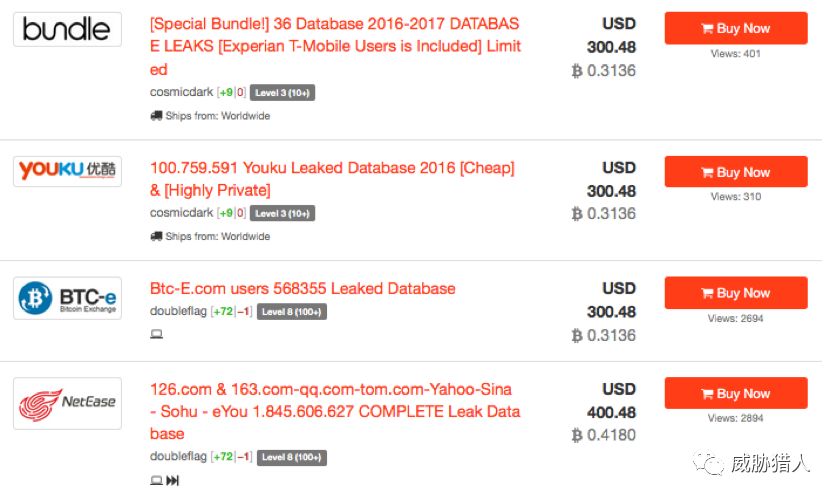 bundle
[Special Bundle!] 36 Database 2016-2017 DATABAS
E LEAKS [Experian T-Mobile Users is Included] Limit
ed
cosmicdark [+9|0] Level 3 (10+)
Ships from: Worldwide
USD
300.48
฿ 0.3136
Buy Now
Views: 401
YOUKU 优酷
100.759.591 Youku Leaked Database 2016 [Cheap]
& [Highly Private]
cosmicdark [+9|0] Level 3 (10+)
Ships from: Worldwide
USD
300.48
฿ 0.3136
Buy Now
Views: 310
BTC-e
Bitcoin Exchange
Btc-E.com users 568355 Leaked Database
doubleflag [+72|−1] Level 8 (100+)
USD
300.48
฿ 0.3136
Buy Now
Views: 2694
NetEase
126.com & 163.com-qq.com-tom.com-Yahoo-Sina
- Sohu - eYou 1.845.606.627 COMPLETE Leak Data
base
doubleflag [+72|−1] Level 8 (100+)
USD
400.48
฿ 0.4180
Buy Now
Views: 2894
威胁猎人